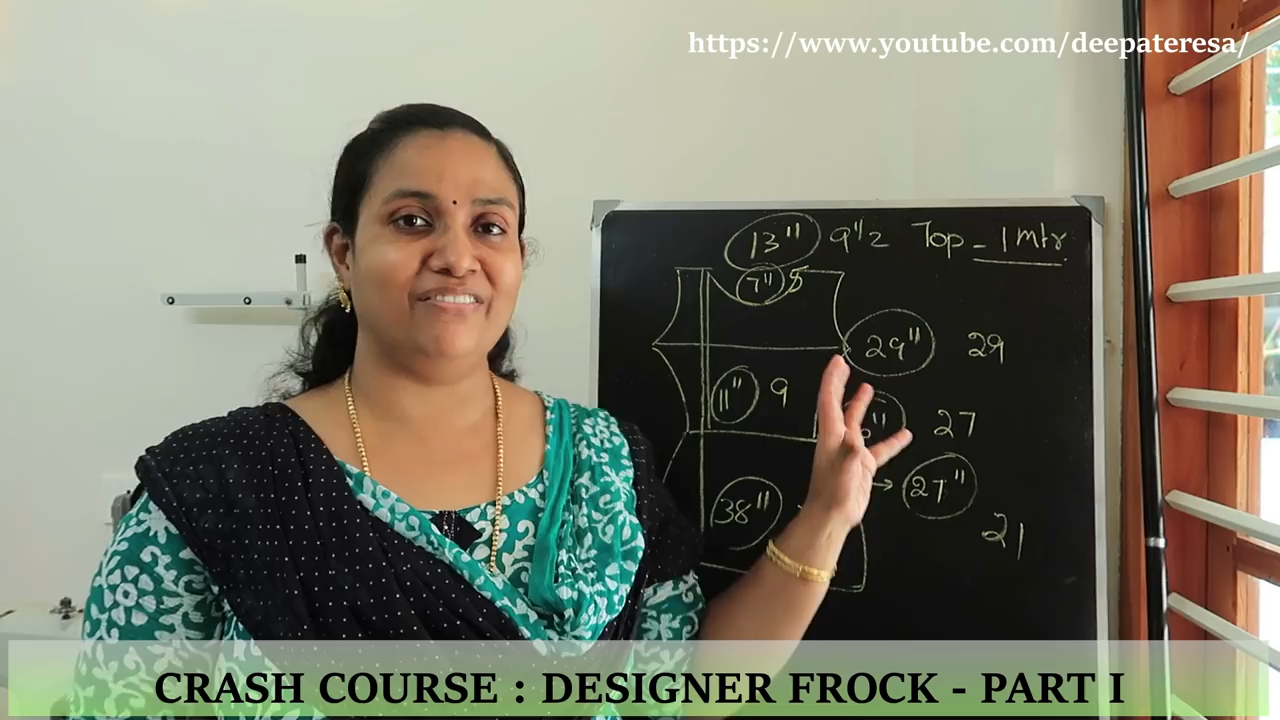 https://www.youtube.com/deepateresa/
13" 9½ Top - 1 mtr
7" 8
29" 29
11" 9
27
27"
38"
21
CRASH COURSE : DESIGNER FROCK - PART I